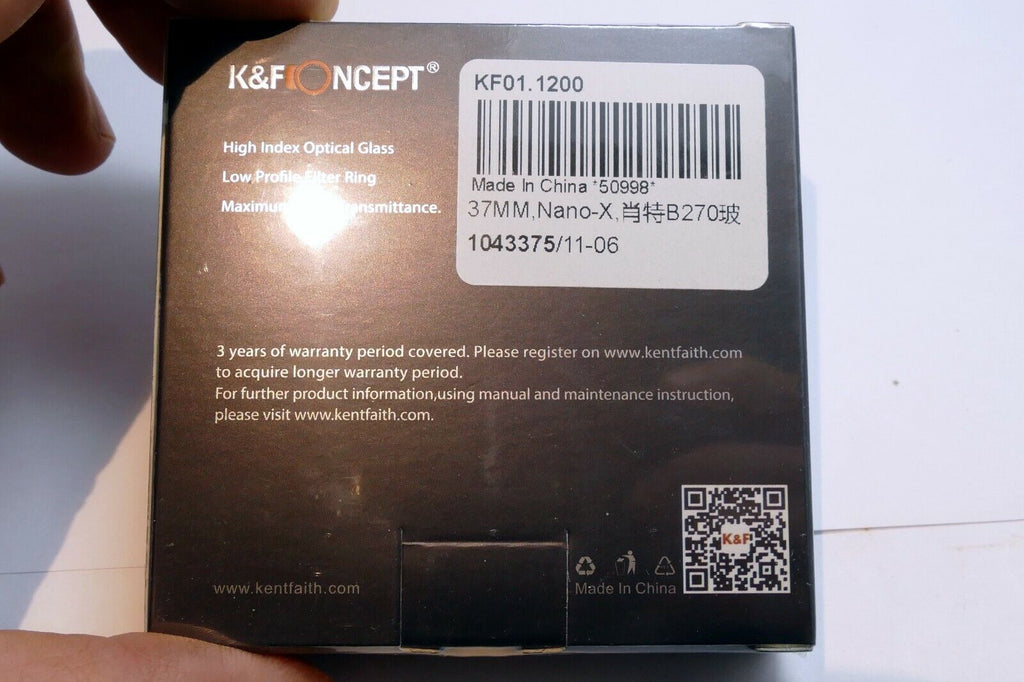 K&F CONCEPT®
High Index Optical Glass
Low Profile Filter Ring
Maximum transmittance.
KF01.1200
Made In China *50998*
37MM,Nano-X,肖特B270玻
1043375/11-06
3 years of warranty period covered. Please register on www.kentfaith.com
to acquire longer warranty period.
For further product information,using manual and maintenance instruction,
please visit www.kentfaith.com.
K&F
www.kentfaith.com
Made In China